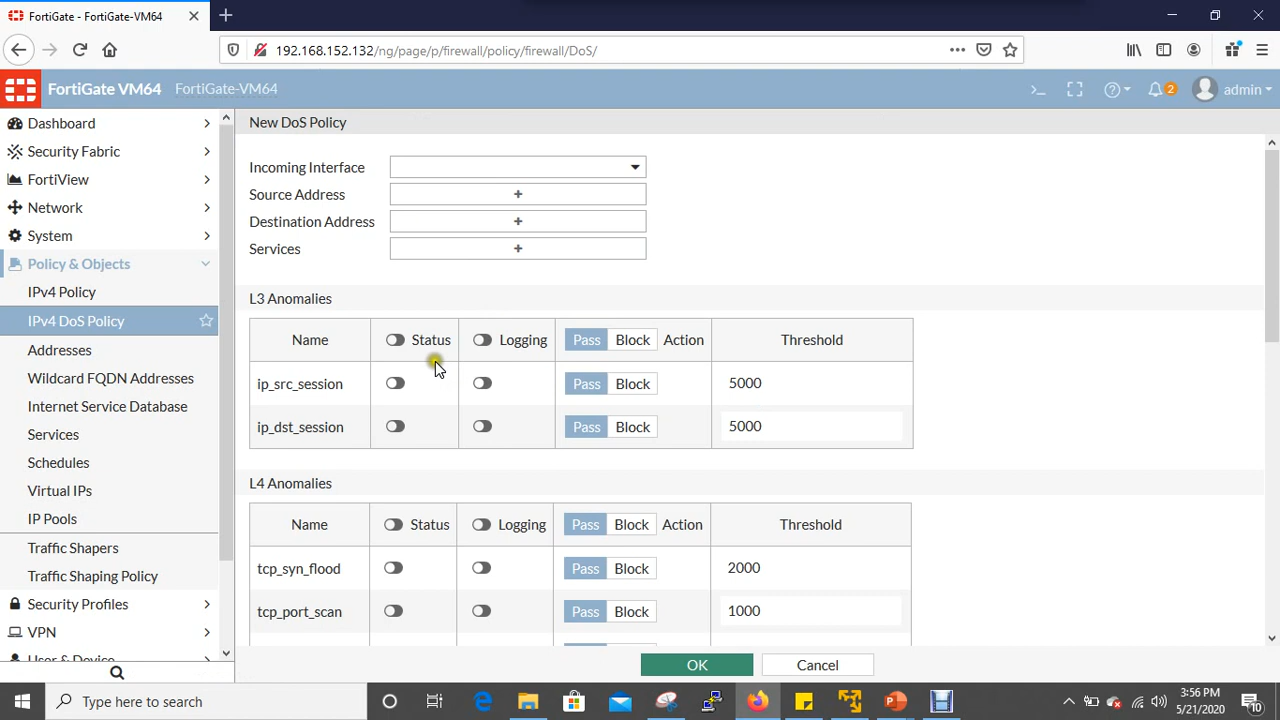 FortiGate - FortiGate-VM64
192.168.152.132/ng/page/p/firewall/policy/firewall/DoS/
FortiGate VM64 FortiGate-VM64
2 admin
Dashboard
Security Fabric
FortiView
Network
System
Policy & Objects
IPv4 Policy
IPv4 DoS Policy
Addresses
Wildcard FQDN Addresses
Internet Service Database
Services
Schedules
Virtual IPs
IP Pools
Traffic Shapers
Traffic Shaping Policy
Security Profiles
VPN
User & Device
New DoS Policy
Incoming Interface
Source Address +
Destination Address +
Services +
L3 Anomalies
Name Status Logging Pass Block Action Threshold
ip_src_session Pass Block 5000
ip_dst_session Pass Block 5000
L4 Anomalies
Name Status Logging Pass Block Action Threshold
tcp_syn_flood Pass Block 2000
tcp_port_scan Pass Block 1000
OK Cancel
Type here to search
3:56 PM
5/21/2020
10